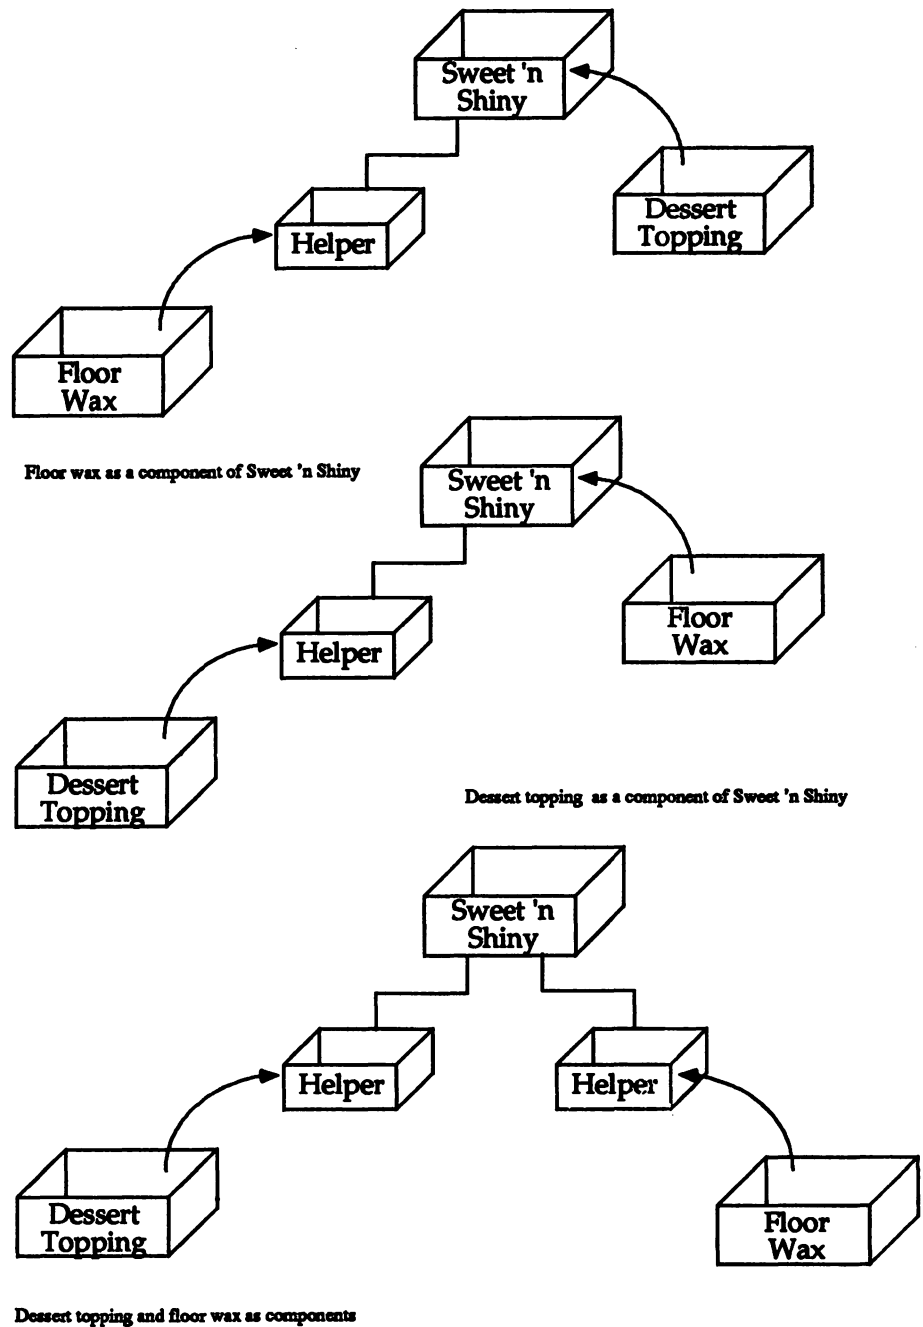 Sweet 'n
Shiny
Dessert
Topping
Helper
Floor
Wax
Floor wax as a component of Sweet 'n Shiny
Sweet 'n
Shiny
Floor
Wax
Helper
Dessert
Topping
Dessert topping as a component of Sweet 'n Shiny
Sweet 'n
Shiny
Helper
Helper
Dessert
Topping
Floor
Wax
Dessert topping and floor wax as components